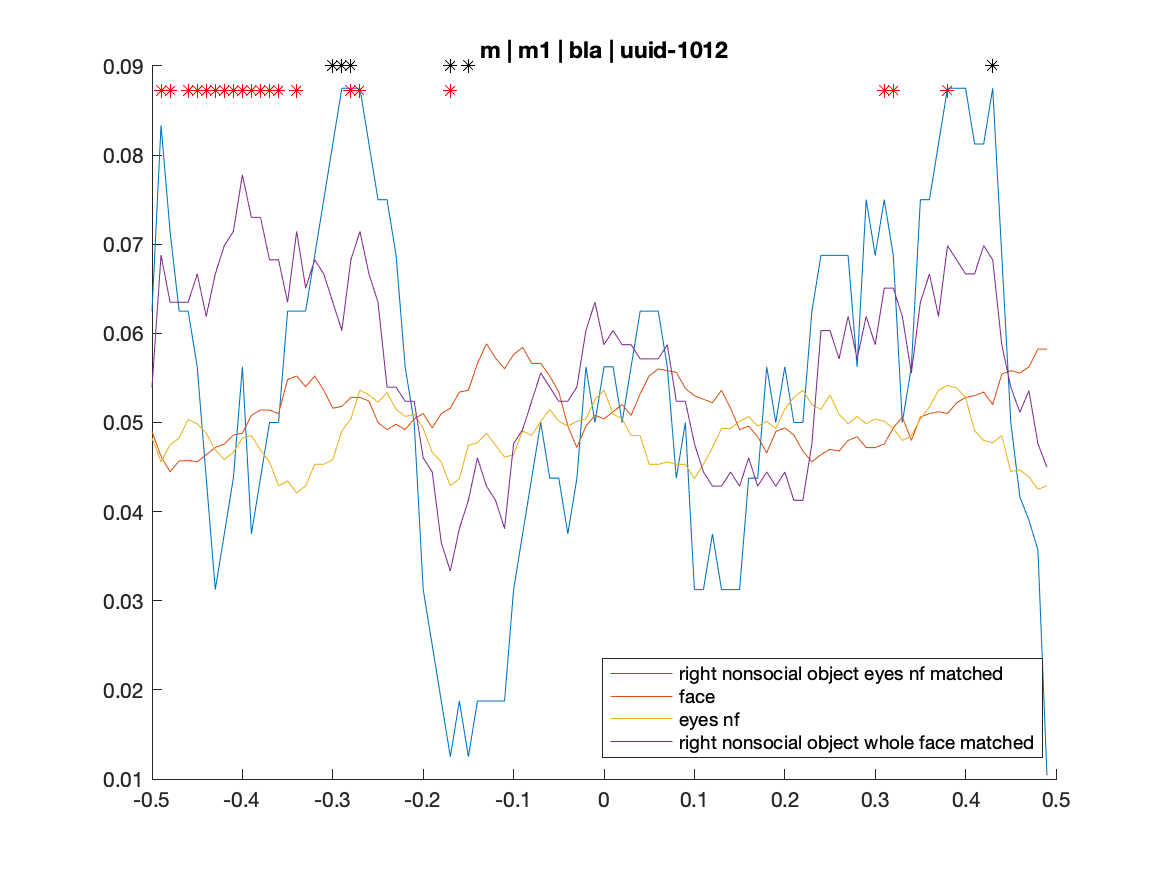 m | m1 | bla | uuid-1012
0.09
0.08
0.07
0.06
0.05
0.04
0.03
0.02
0.01
right nonsocial object eyes nf matched
face
eyes nf
right nonsocial object whole face matched
-0.5 -0.4 -0.3 -0.2 -0.1 0 0.1 0.2 0.3 0.4 0.5